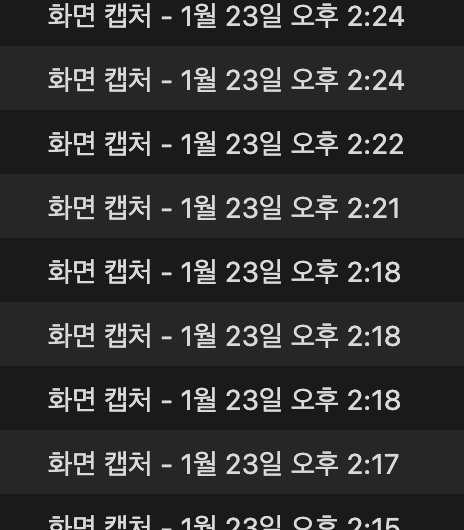 화면 캡처 - 1월 23일 오후 2:24
화면 캡처 - 1월 23일 오후 2:24
화면 캡처 - 1월 23일 오후 2:22
화면 캡처 - 1월 23일 오후 2:21
화면 캡처 - 1월 23일 오후 2:18
화면 캡처 - 1월 23일 오후 2:18
화면 캡처 - 1월 23일 오후 2:18
화면 캡처 - 1월 23일 오후 2:17
화면 캡처 - 1월 23일 오후 2:15